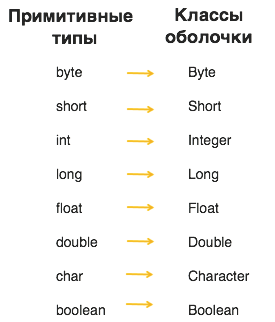 Примитивные Классы
типы оболочки
byte Byte
short Short
int Integer
long Long
float Float
double Double
char Character
boolean Boolean